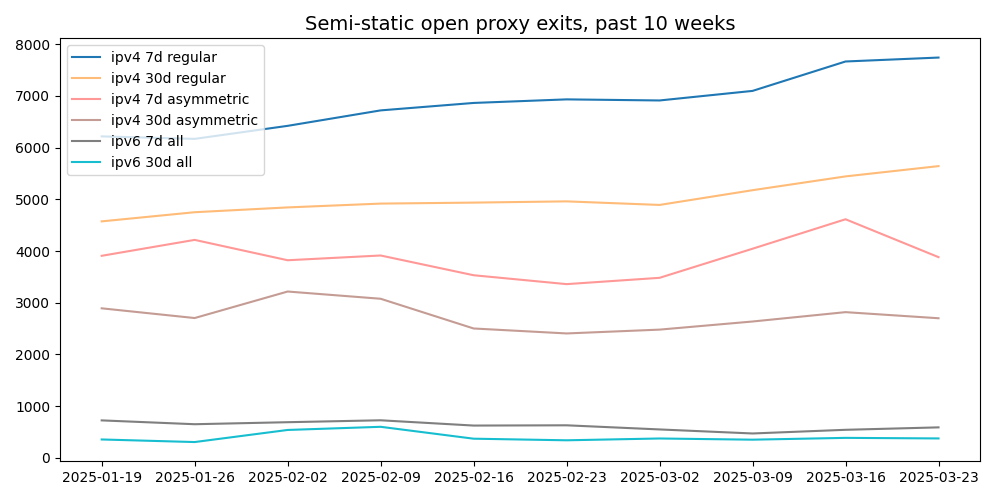 Semi-static open proxy exits, past 10 weeks
8000
7000
6000
5000
4000
3000
2000
1000
0
ipv4 7d regular
ipv4 30d regular
ipv4 7d asymmetric
ipv4 30d asymmetric
ipv6 7d all
ipv6 30d all
2025-01-19 2025-01-26 2025-02-02 2025-02-09 2025-02-16 2025-02-23 2025-03-02 2025-03-09 2025-03-16 2025-03-23